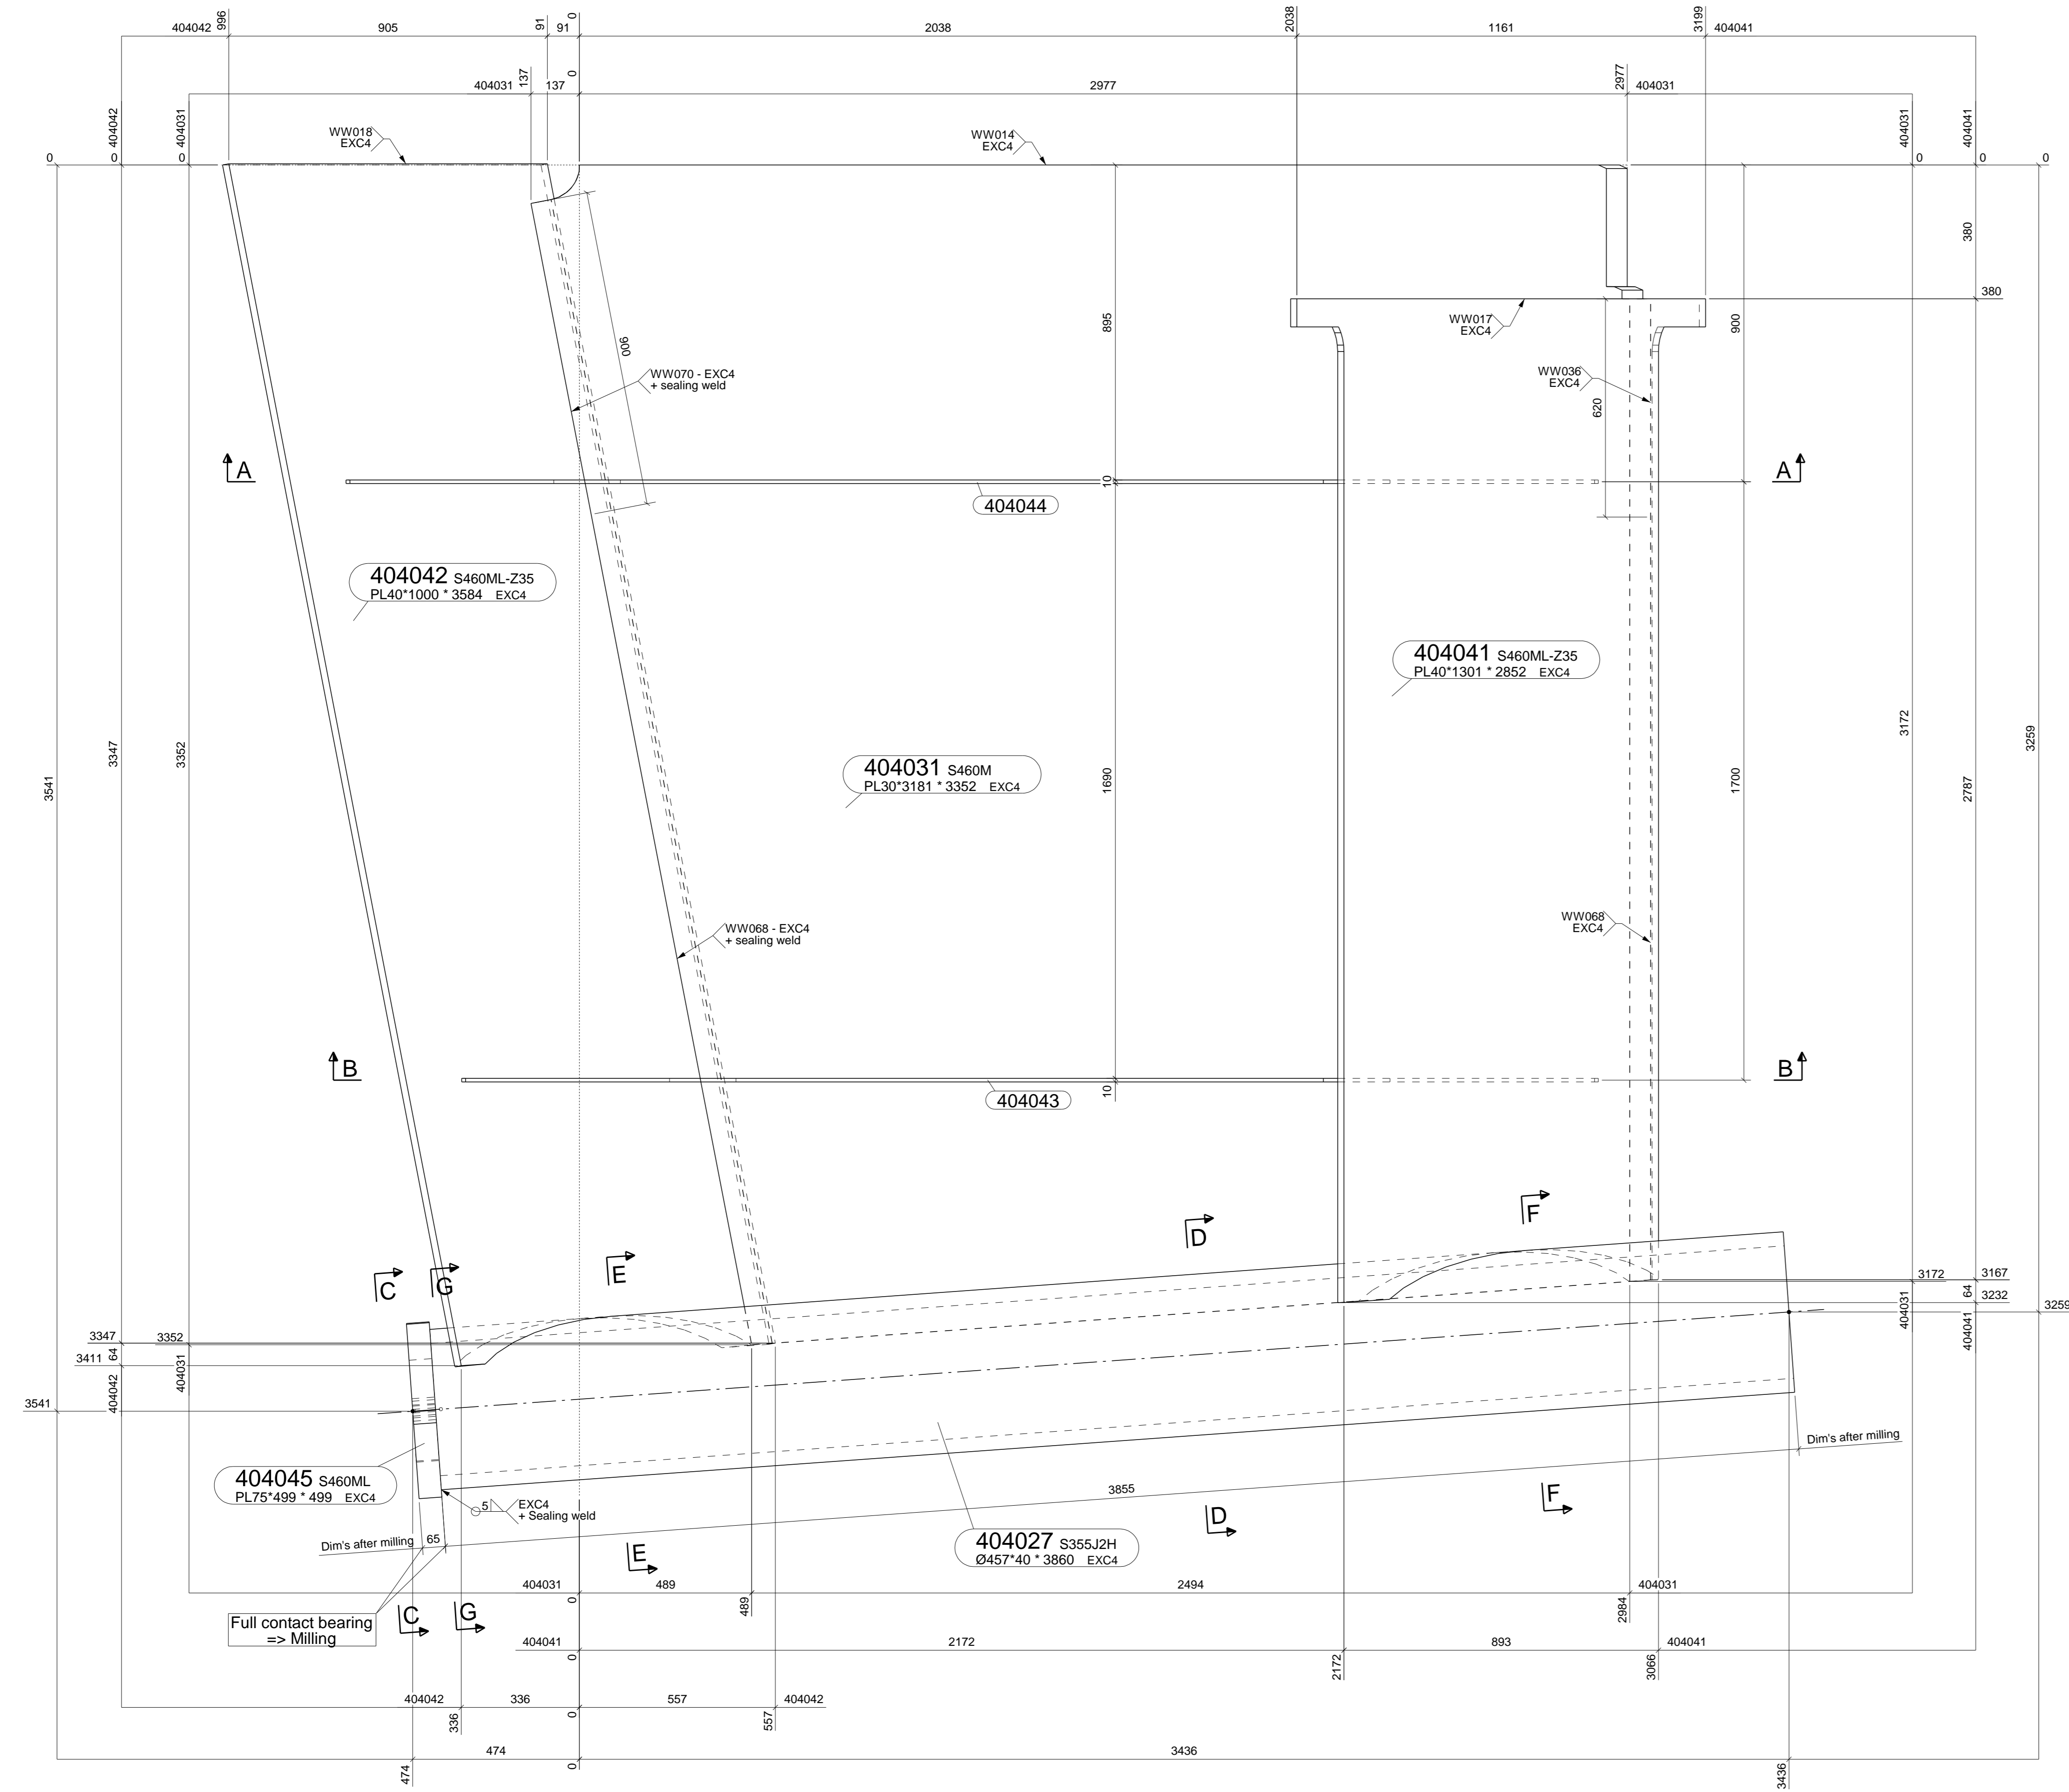 996
0
2038
3199
404042
905
91
91
2038
1161
404041
137
0
2977
404031
137
2977
404031
404042
404031
404031
404041
WW018
EXC4
WW014
EXC4
0
0
0
0
0
0
380
380
895
900
WW017
EXC4
900
WW070 - EXC4
+ sealing weld
WW036
EXC4
620
A
A
10
404044
404042 S460ML-Z35
PL40*1000 * 3584 EXC4
404041 S460ML-Z35
PL40*1301 * 2852 EXC4
3541
3347
3352
404031 S460M
PL30*3181 * 3352 EXC4
1690
1700
3172
2787
3259
WW068 - EXC4
+ sealing weld
WW068
EXC4
B
B
10
404043
C
G
E
D
F
3172
3167
64
3232
3259
404031
404041
3347
3352
64
3411
404042
404031
3541
404045 S460ML
PL75*499 * 499 EXC4
5
EXC4
+ Sealing weld
Dim's after milling
3855
Dim's after milling
65
404027 S355J2H
Ø457*40 * 3860 EXC4
D
F
E
Full contact bearing
=> Milling
C
G
404031
489
2494
404031
0
489
2984
404041
2172
893
404041
0
2172
3066
404042
336
557
404042
336
0
557
474
3436
474
0
3436